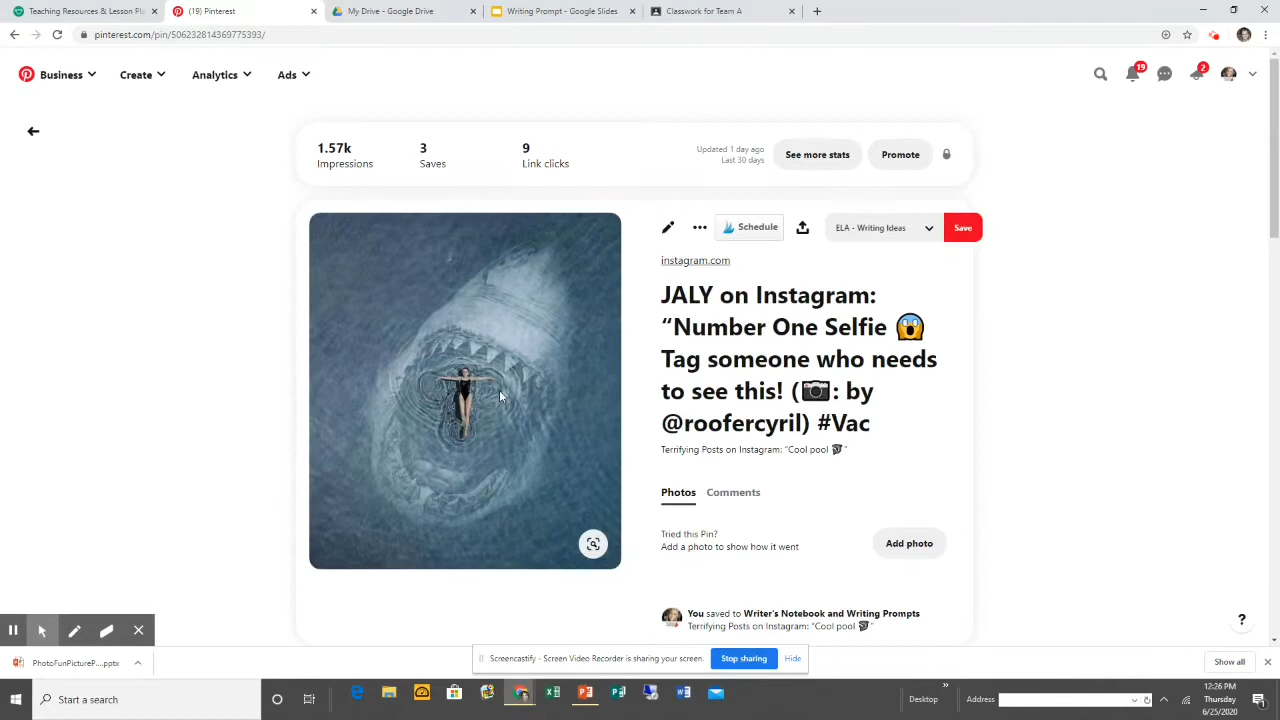 Teaching Resources & Lesson Pla
(19) Pinterest
My Drive - Google Drive
Writing Prompt - Google Slides
Classwork for Team A
pinterest.com/pin/506232814369775393/
Business
Create
Analytics
Ads
19
2
1.57k
Impressions
3
Saves
9
Link clicks
Updated 1 day ago
Last 30 days
See more stats
Promote
Schedule
ELA - Writing Ideas
Save
instagram.com
JALY on Instagram:
“Number One Selfie 😱
Tag someone who needs
to see this! (📷: by
@roofercyril) #Vac
Terrifying Posts on Instagram: “Cool pool 🌪”
Photos
Comments
Tried this Pin?
Add a photo to show how it went
Add photo
You saved to Writer's Notebook and Writing Prompts
Terrifying Posts on Instagram: “Cool pool 🌪”
?
PhotoFunPictureP....pptx
Screencastify - Screen Video Recorder is sharing your screen.
Stop sharing
Hide
Show all
Start a search
Desktop
Address
12:26 PM
Thursday
6/25/2020